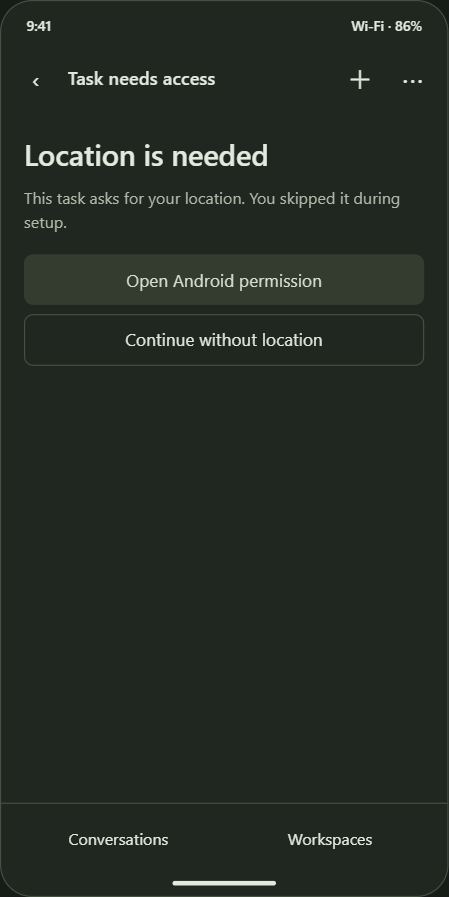 9:41
Wi-Fi · 86%
‹ Task needs access + ...
Location is needed
This task asks for your location. You skipped it during
setup.
Open Android permission
Continue without location
Conversations
Workspaces